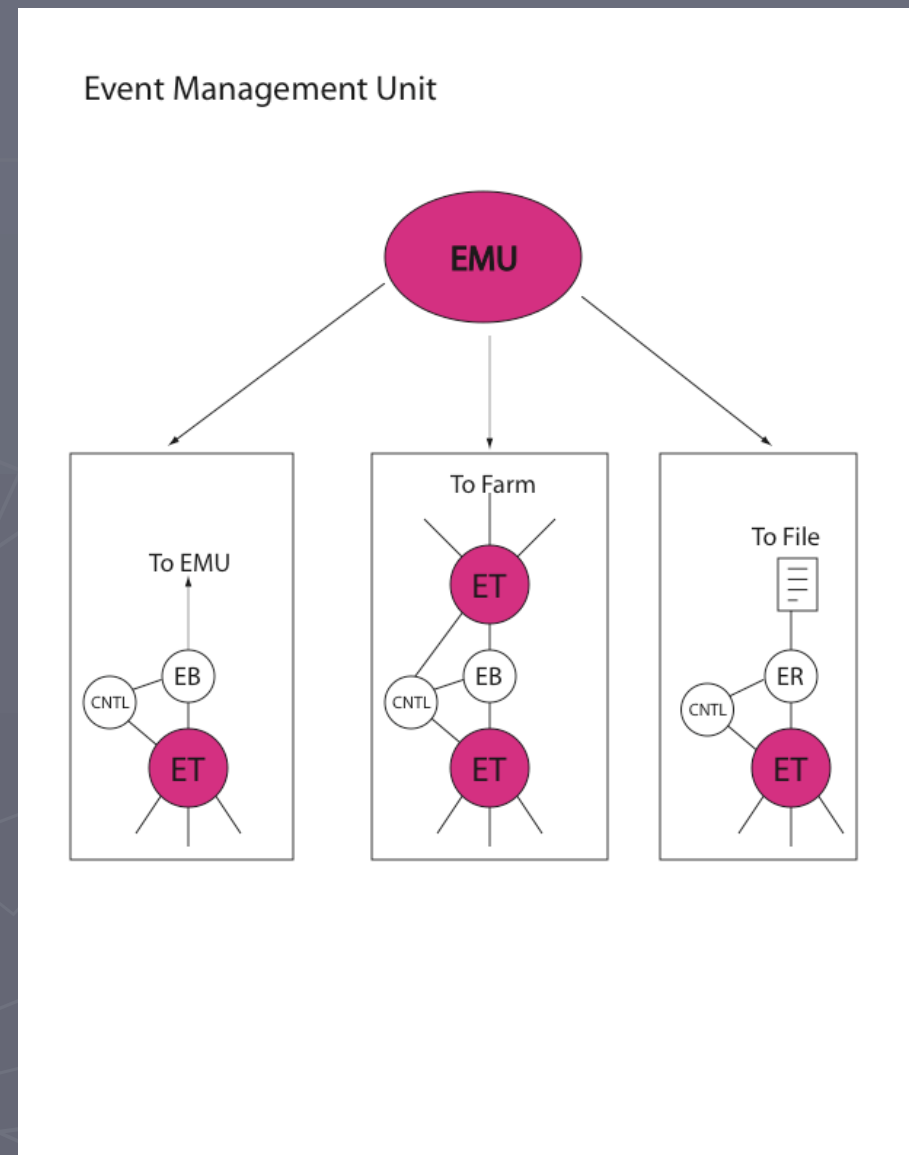 Event Management Unit
EMU
To EMU
EB
CNTL
ET
To Farm
ET
EB
CNTL
ET
To File
ER
CNTL
ET